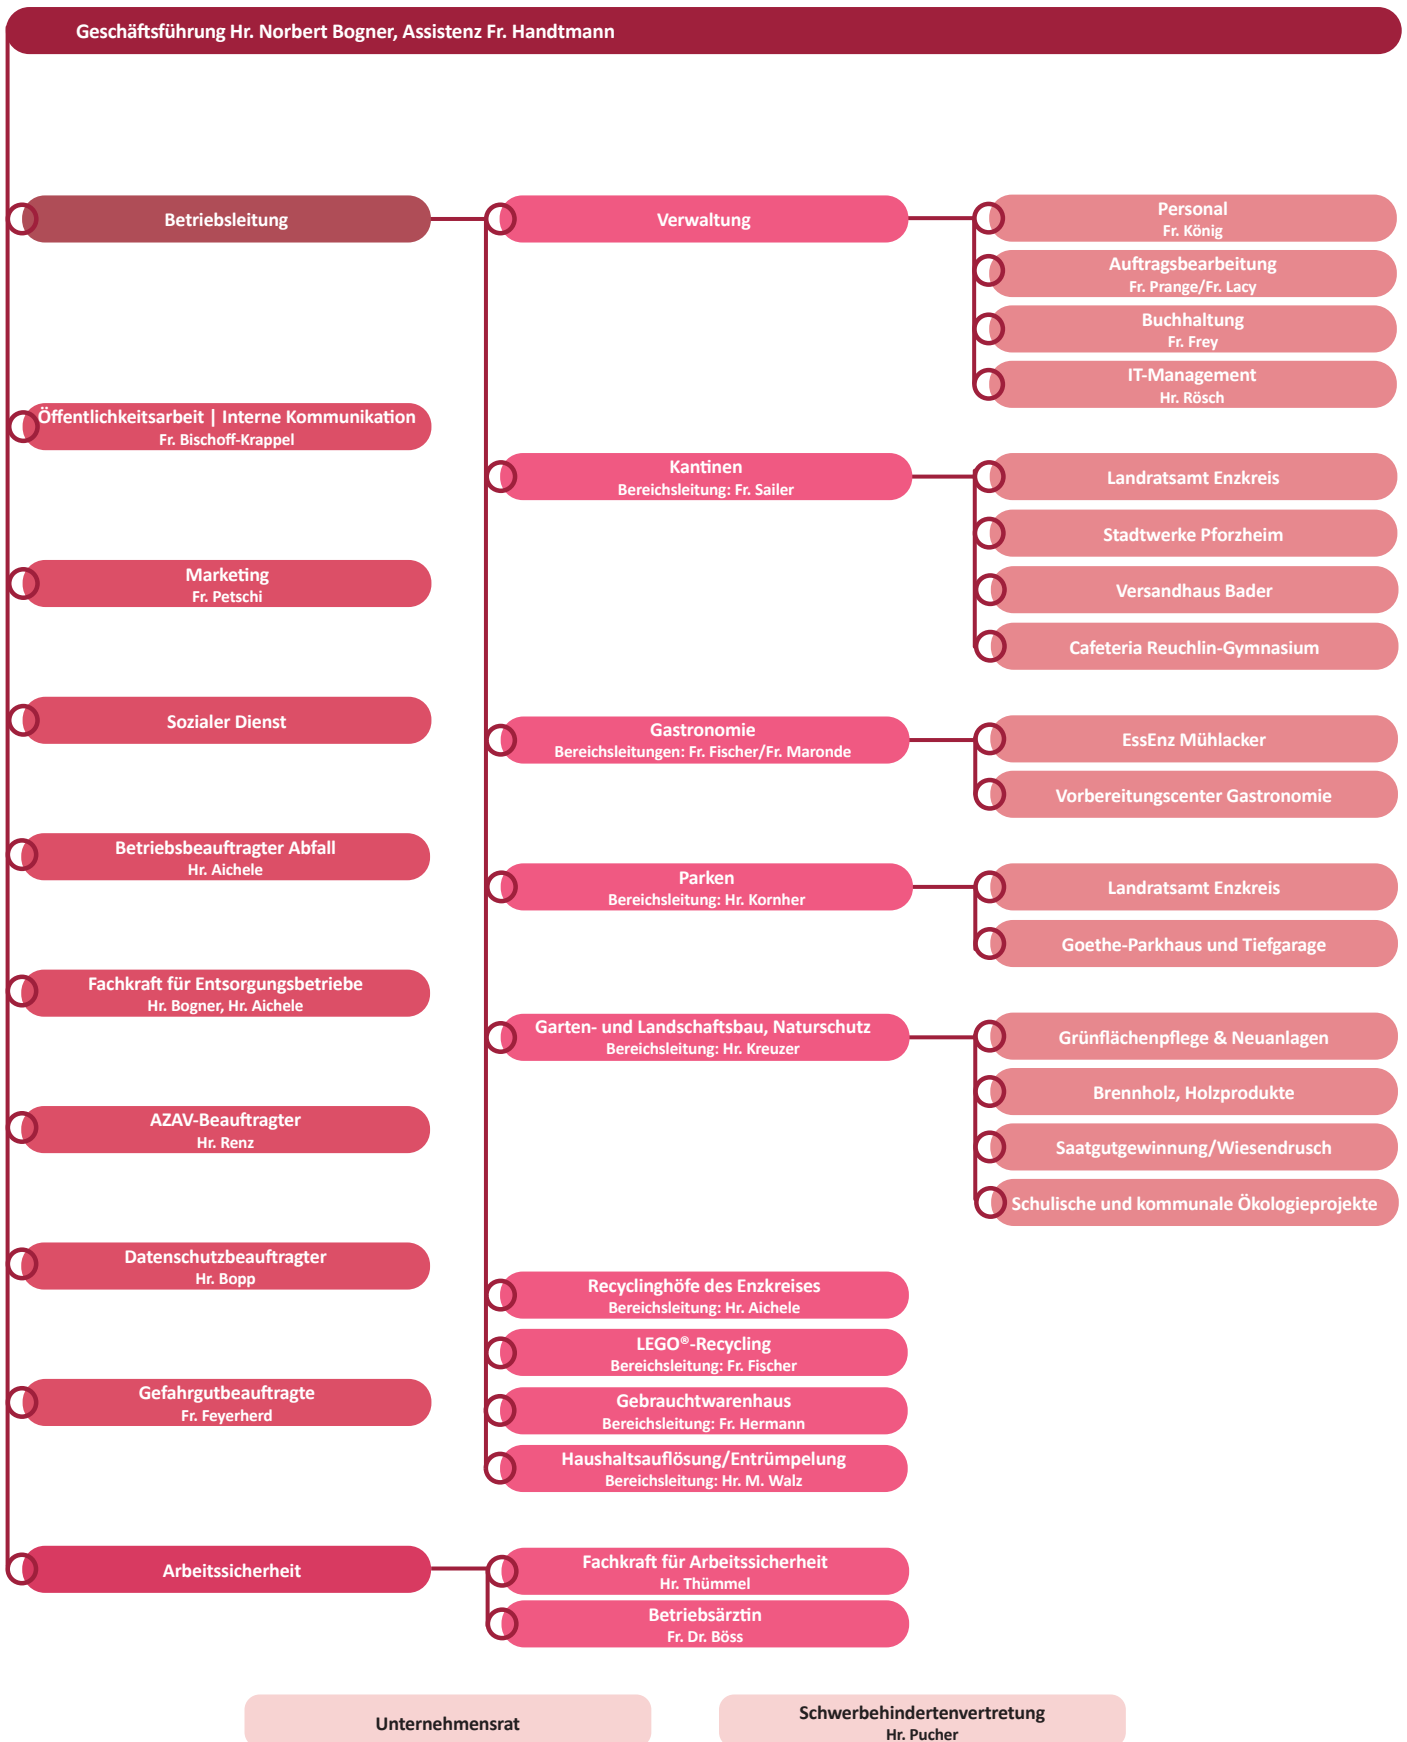 Geschäftsführung Hr. Norbert Bogner, Assistenz Fr. Handtmann
Betriebsleitung
Öffentlichkeitsarbeit | Interne Kommunikation
Fr. Bischoff-Krappel
Marketing
Fr. Petschi
Sozialer Dienst
Betriebsbeauftragter Abfall
Hr. Aichele
Fachkraft für Entsorgungsbetriebe
Hr. Bogner, Hr. Aichele
AZAV-Beauftragter
Hr. Renz
Datenschutzbeauftragter
Hr. Bopp
Gefahrgutbeauftragte
Fr. Feyerherd
Arbeitssicherheit
Verwaltung
Kantinen
Bereichsleitung: Fr. Sailer
Gastronomie
Bereichsleitungen: Fr. Fischer/Fr. Maronde
Parken
Bereichsleitung: Hr. Kornher
Garten- und Landschaftsbau, Naturschutz
Bereichsleitung: Hr. Kreuzer
Recyclinghöfe des Enzkreises
Bereichsleitung: Hr. Aichele
LEGO®-Recycling
Bereichsleitung: Fr. Fischer
Gebrauchtwarenhaus
Bereichsleitung: Fr. Hermann
Haushaltsauflösung/Entrümpelung
Bereichsleitung: Hr. M. Walz
Fachkraft für Arbeitssicherheit
Hr. Thümmel
Betriebsärztin
Fr. Dr. Böss
Personal
Fr. König
Auftragsbearbeitung
Fr. Prange/Fr. Lacy
Buchhaltung
Fr. Frey
IT-Management
Hr. Rösch
Landratsamt Enzkreis
Stadtwerke Pforzheim
Versandhaus Bader
Cafeteria Reuchlin-Gymnasium
EssEnz Mühlacker
Vorbereitungscenter Gastronomie
Landratsamt Enzkreis
Goethe-Parkhaus und Tiefgarage
Grünflächenpflege & Neuanlagen
Brennholz, Holzprodukte
Saatgutgewinnung/Wiesendrusch
Schulische und kommunale Ökologieprojekte
Unternehmensrat
Schwerbehindertenvertretung
Hr. Pucher